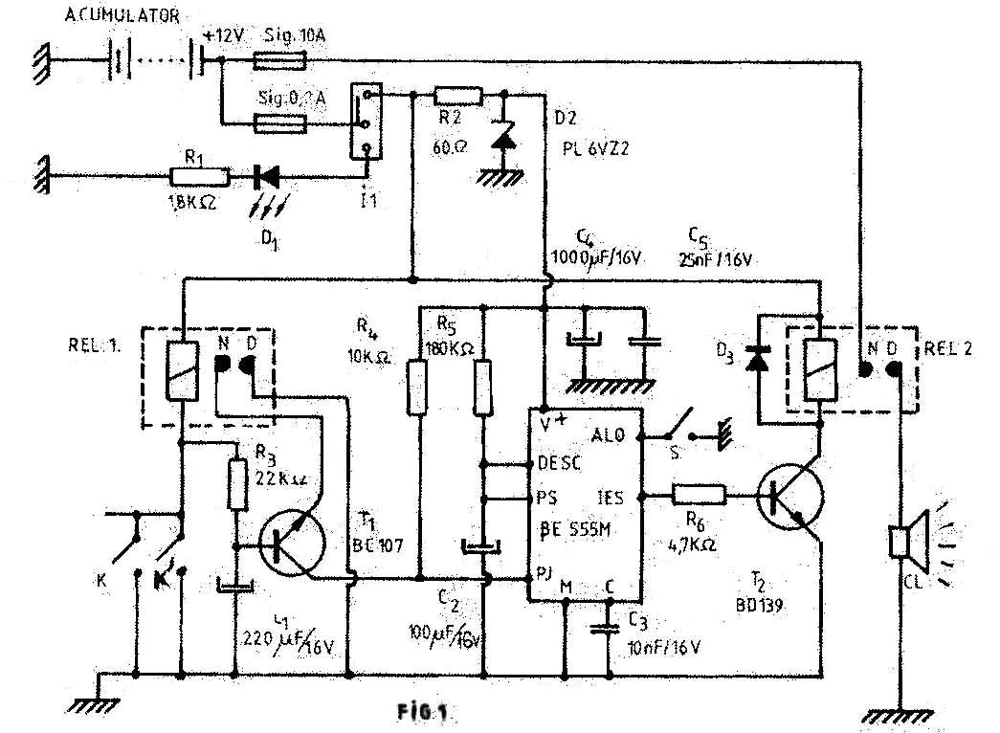 ACUMULATOR
+12V
Sig.10A
R1
1,8KΩ
D1
I1
R2
60Ω
D2
PL 6VZ2
C4
1000μF/16V
C5
25nF/16V
REL. 1.
N D
R4
10KΩ
R5
180KΩ
D3
N D
REL 2
V+
ALO
S
DESC
PS
IES
βE 555M
PJ
M C
R3
22KΩ
T1
BC107
R6
4,7KΩ
T2
BD139
CL
K
K
220μF/16V
C2
100μF/16V
C3
10nF/16V
FIG 1.